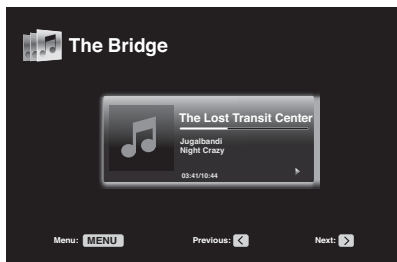 The Bridge
The Lost Transit Center
Jugalbandi
Night Crazy
03:41/10:44
Menu: MENU Previous: < Next: >